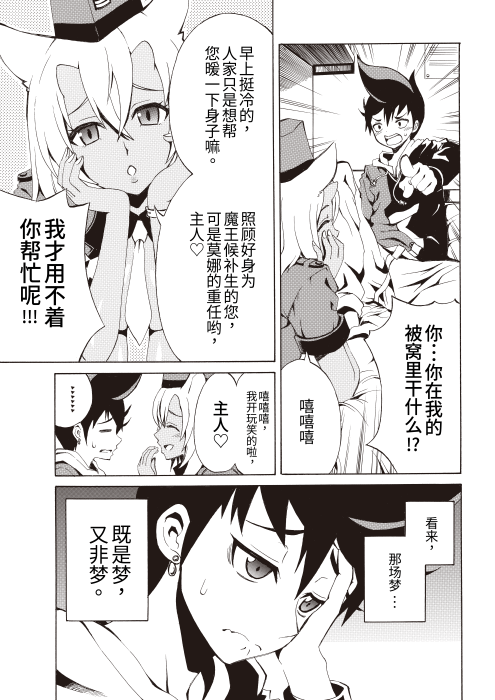 你…你在我的
被窝里干什么!?
嘻嘻嘻
早上挺冷的，
人家只是想帮
您暖一下身子嘛。
照顾好身为
魔王候补生的您，
可是莫娜的重任哟，
主人♡
我才用不着
你帮忙呢!!!
嘻嘻嘻，
我开玩笑的啦，
主人♡
看来，
那场梦…
既是梦，
又非梦。